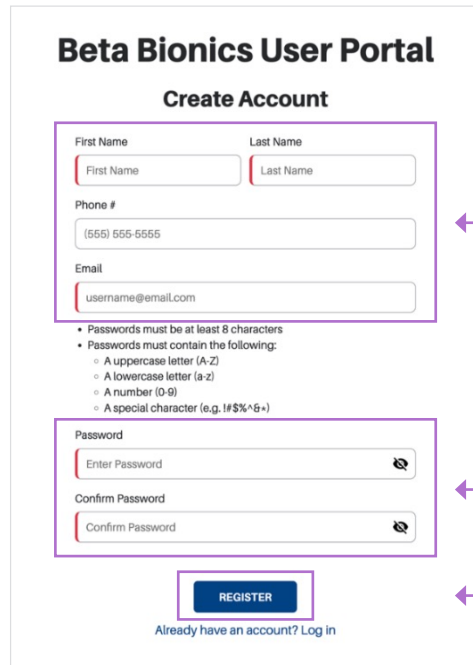 Beta Bionics User Portal
Create Account
First Name Last Name
First Name Last Name
Phone #
(555) 555-5555
Email
username@email.com
• Passwords must be at least 8 characters
• Passwords must contain the following:
◦ A uppercase letter (A-Z)
◦ A lowercase letter (a-z)
◦ A number (0-9)
◦ A special character (e.g. !#$%^&*)
Password
Enter Password
Confirm Password
Confirm Password
REGISTER
Already have an account? Log in